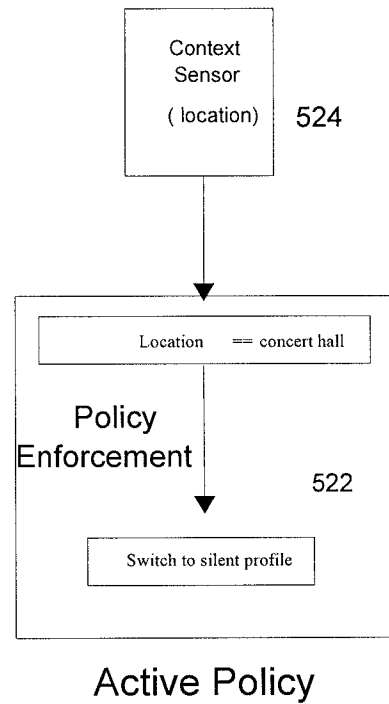 Context
Sensor
( location)
524
Location == concert hall
Policy
Enforcement
522
Switch to silent profile
Active Policy